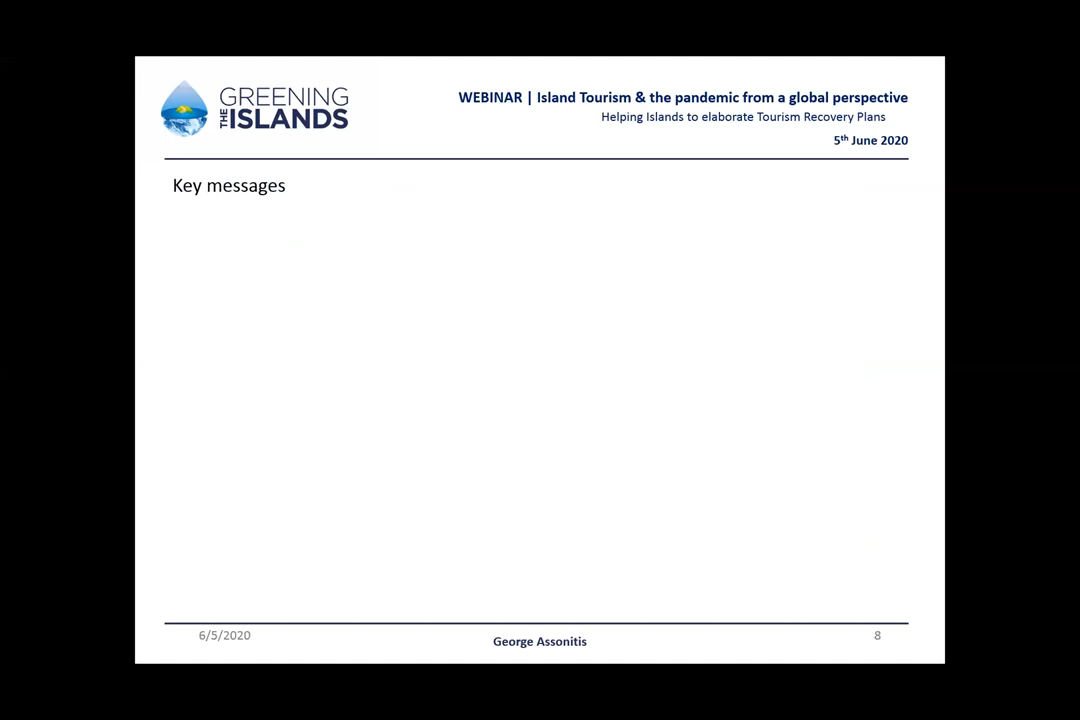 GREENING
THE ISLANDS
WEBINAR | Island Tourism & the pandemic from a global perspective
Helping Islands to elaborate Tourism Recovery Plans
5th June 2020
Key messages
6/5/2020
George Assonitis
8